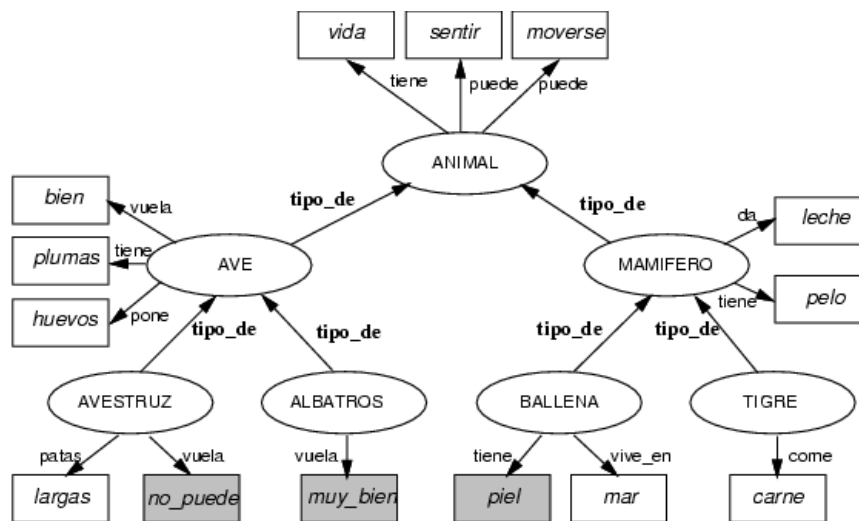 vida sentir moverse
tiene puede puede
ANIMAL
bien vuela tipo_de tipo_de da leche
plumas tiene AVE MAMIFERO
huevos pone tiene pelo
tipo_de tipo_de tipo_de tipo_de
AVESTRUZ ALBATROS BALLENA TIGRE
patas vuela vuela tiene vive_en come
largas no_puede muy_bien piel mar carne